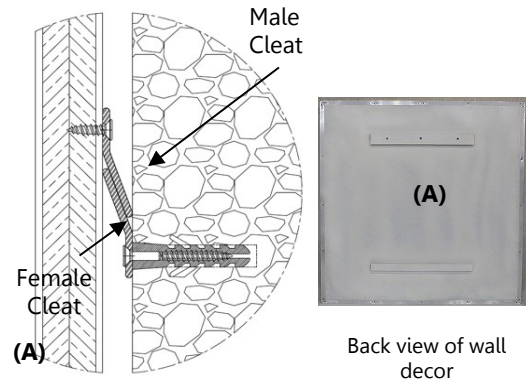 Male
Cleat
Female
Cleat
(A)
(A)
Back view of wall
decor